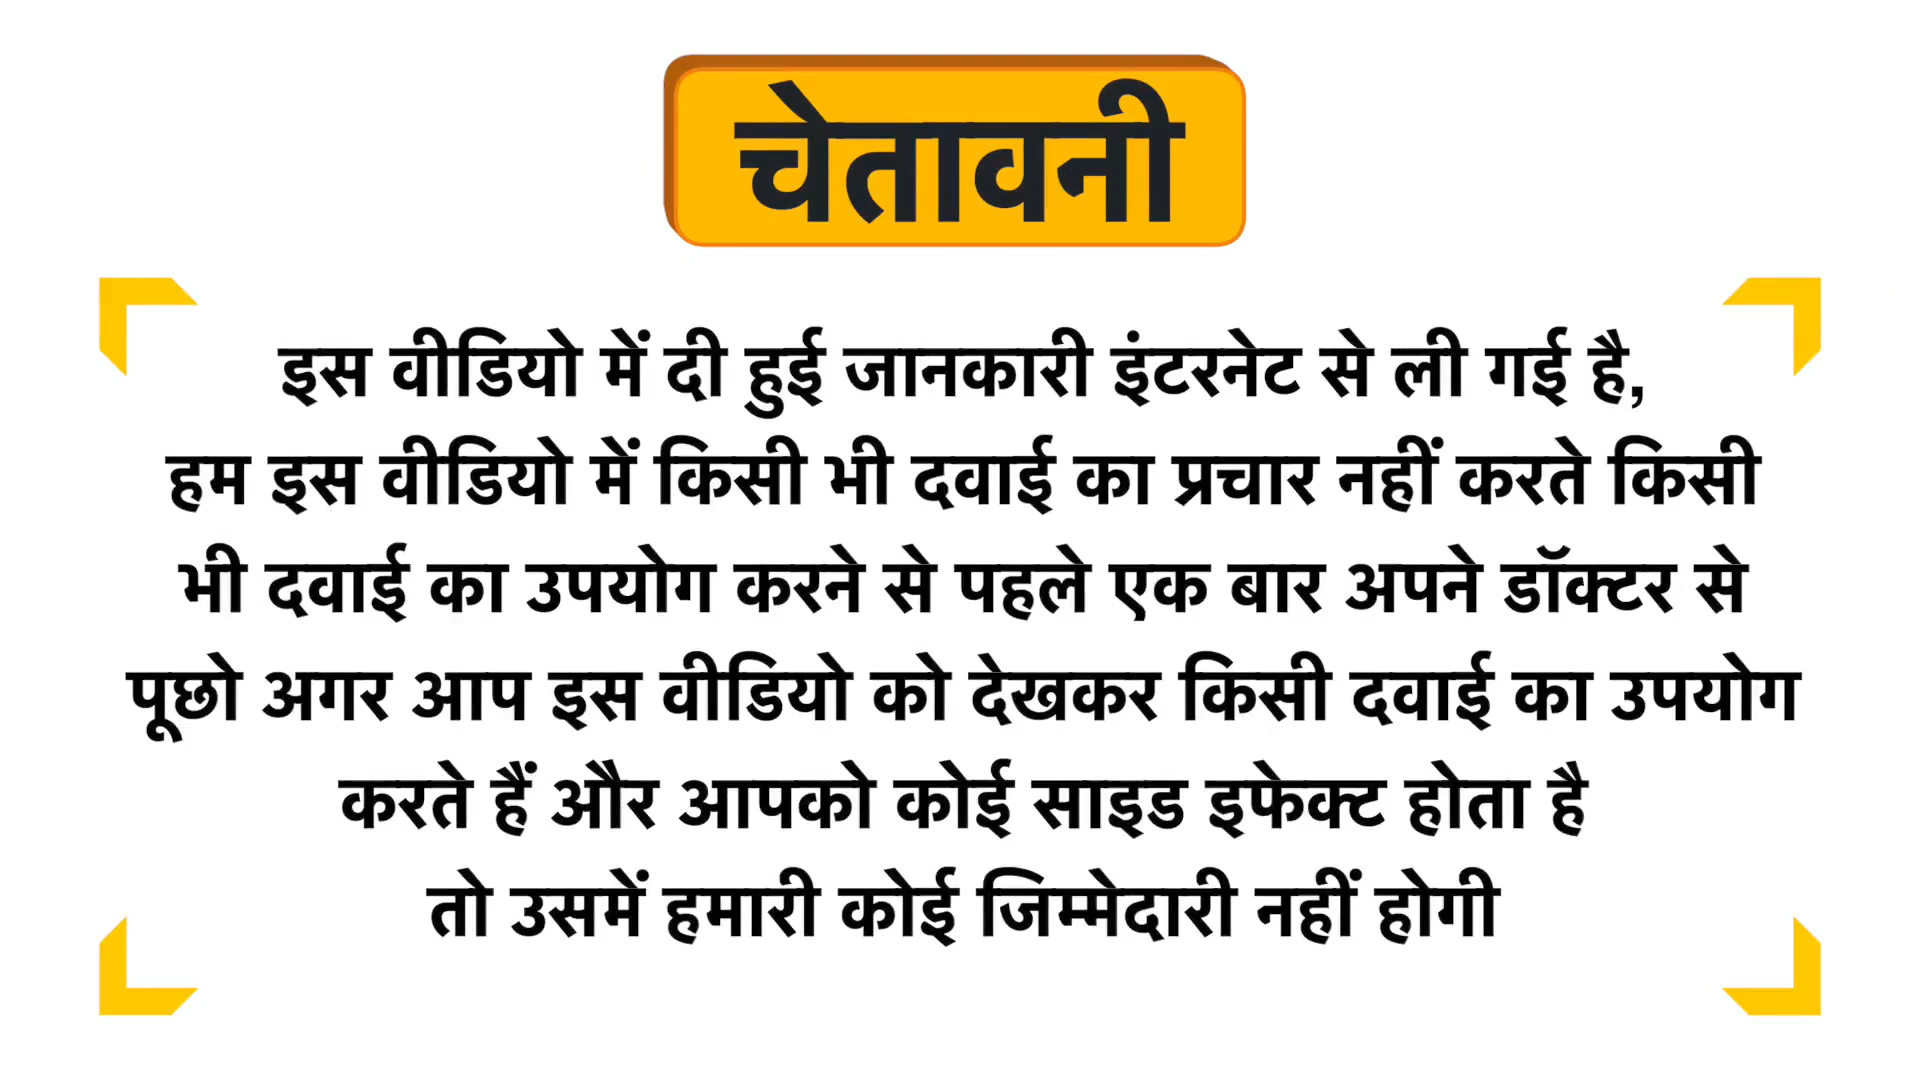 चेतावनी
इस वीडियो में दी हुई जानकारी इंटरनेट से ली गई है,
हम इस वीडियो में किसी भी दवाई का प्रचार नहीं करते किसी
भी दवाई का उपयोग करने से पहले एक बार अपने डॉक्टर से
पूछो अगर आप इस वीडियो को देखकर किसी दवाई का उपयोग
करते हैं और आपको कोई साइड इफेक्ट होता है
तो उसमें हमारी कोई जिम्मेदारी नहीं होगी